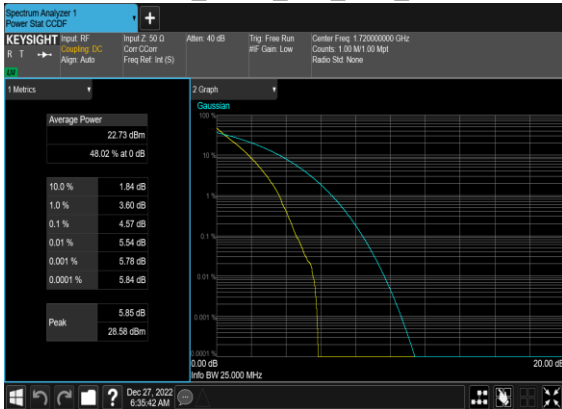 Spectrum Analyzer 1
Power Stat CCDF
+
KEYSIGHT
R T
LXI
Input: RF
Coupling: DC
Align: Auto
Input Z: 50 Ω
Corr CCorr
Freq Ref: Int (S)
Atten: 40 dB
Trig: Free Run
#IF Gain: Low
Center Freq: 1.720000000 GHz
Counts: 1.00 M/1.00 Mpt
Radio Std: None
1 Metrics
Average Power
22.73 dBm
48.02 % at 0 dB
10.0 % 1.84 dB
1.0 % 3.60 dB
0.1 % 4.57 dB
0.01 % 5.54 dB
0.001 % 5.78 dB
0.0001 % 5.84 dB
Peak
5.85 dB
28.58 dBm
2 Graph
Gaussian
100 %
10 %
1 %
0.1 %
0.01 %
0.001 %
0.0001 %
0.00 dB
20.00 dB
Info BW 25.000 MHz
?
Dec 27, 2022
6:35:42 AM